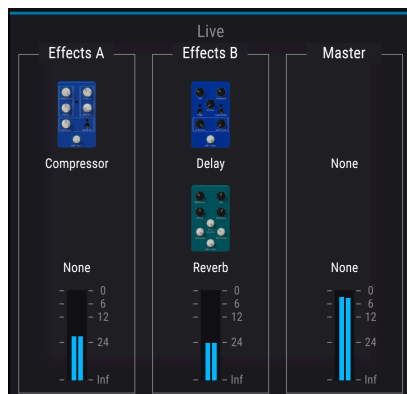 Live
Effects A Effects B Master
Compressor Delay None
None Reverb None
0 0 0
6 6 6
12 12 12
24 24 24
Inf Inf Inf